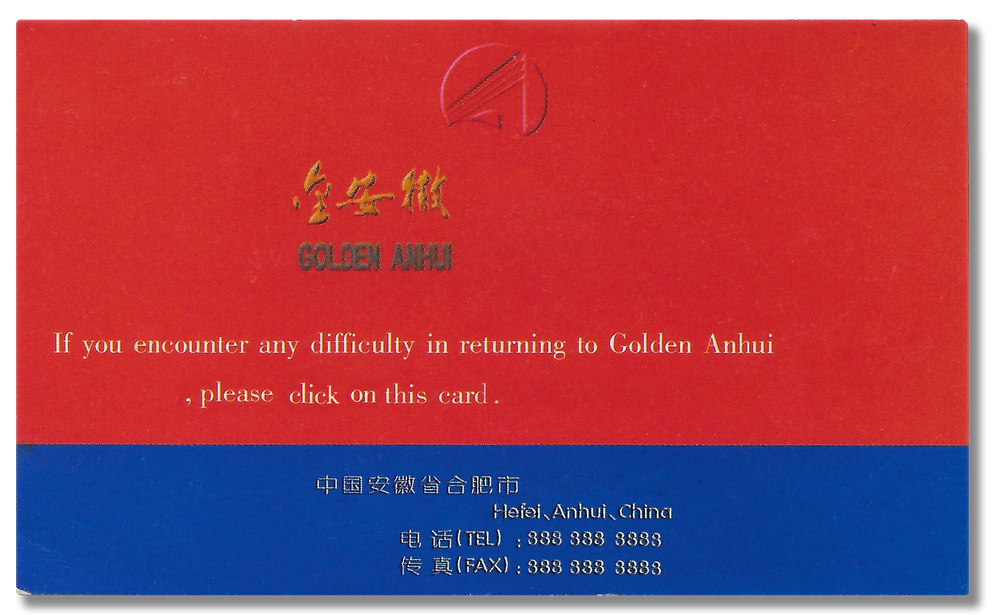 金安徽
GOLDEN ANHUI
If you encounter any difficulty in returning to Golden Anhui
, please click on this card.
中国安徽省合肥市
Hefei、Anhui、China
电 话(TEL) : 888 888 8888
传 真(FAX) : 888 888 8888